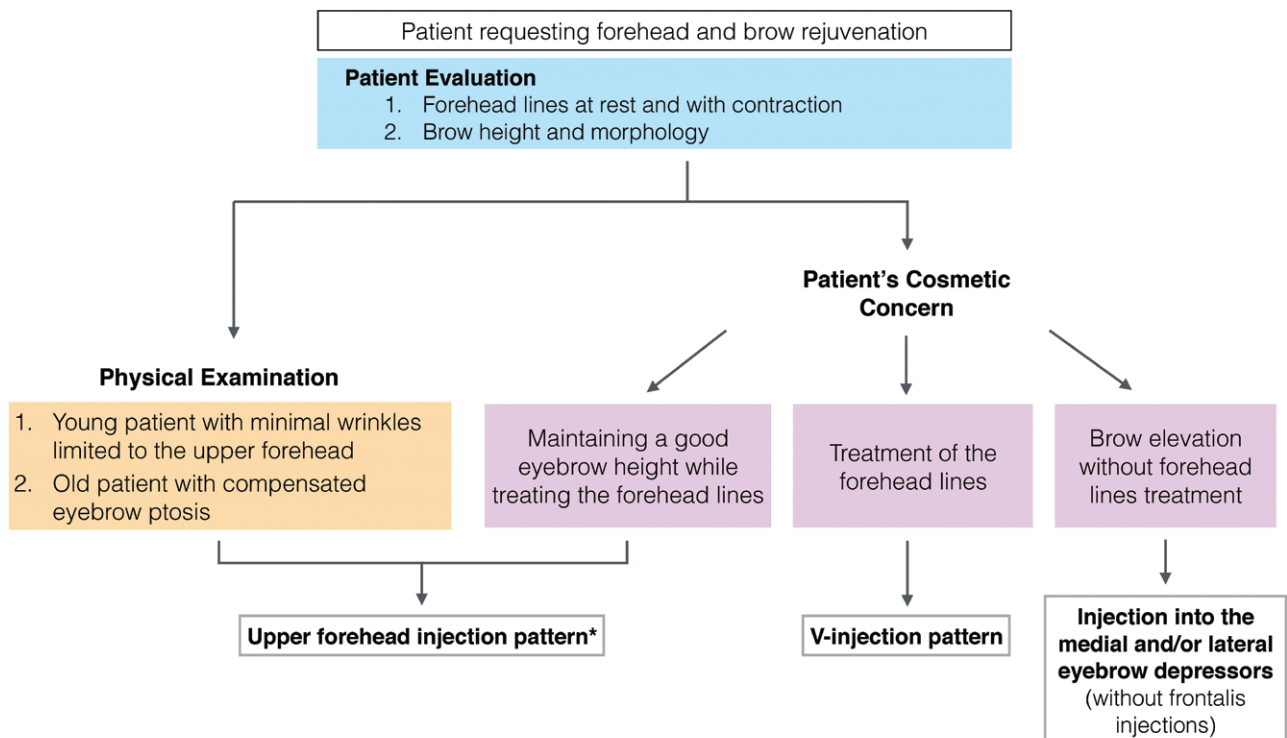 Patient requesting forehead and brow rejuvenation
Patient Evaluation
1. Forehead lines at rest and with contraction
2. Brow height and morphology
Patient's Cosmetic
Concern
Physical Examination
1. Young patient with minimal wrinkles
limited to the upper forehead
2. Old patient with compensated
eyebrow ptosis
Maintaining a good
eyebrow height while
treating the forehead lines
Treatment of the
forehead lines
Brow elevation
without forehead
lines treatment
Upper forehead injection pattern*
V-injection pattern
Injection into the
medial and/or lateral
eyebrow depressors
(without frontalis
injections)